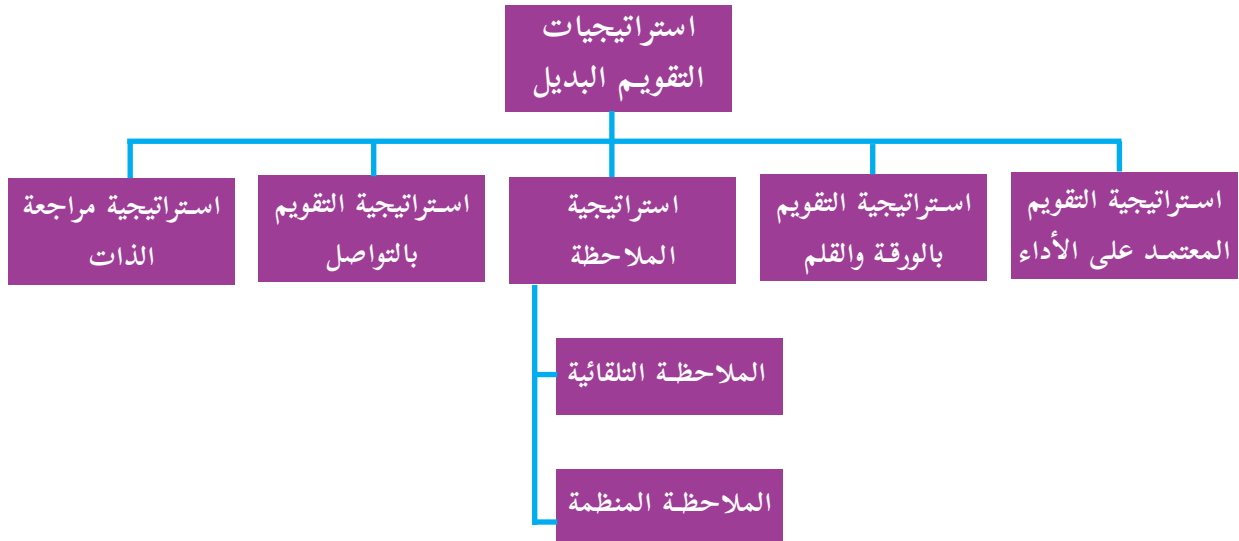 استراتيجيات
التقويم البديل
استراتيجية التقويم
المعتمد على الأداء
استراتيجية التقويم
بالورقة والقلم
استراتيجية
الملاحظة
استراتيجية التقويم
بالتواصل
استراتيجية مراجعة
الذات
الملاحظة التلقائية
الملاحظة المنظمة